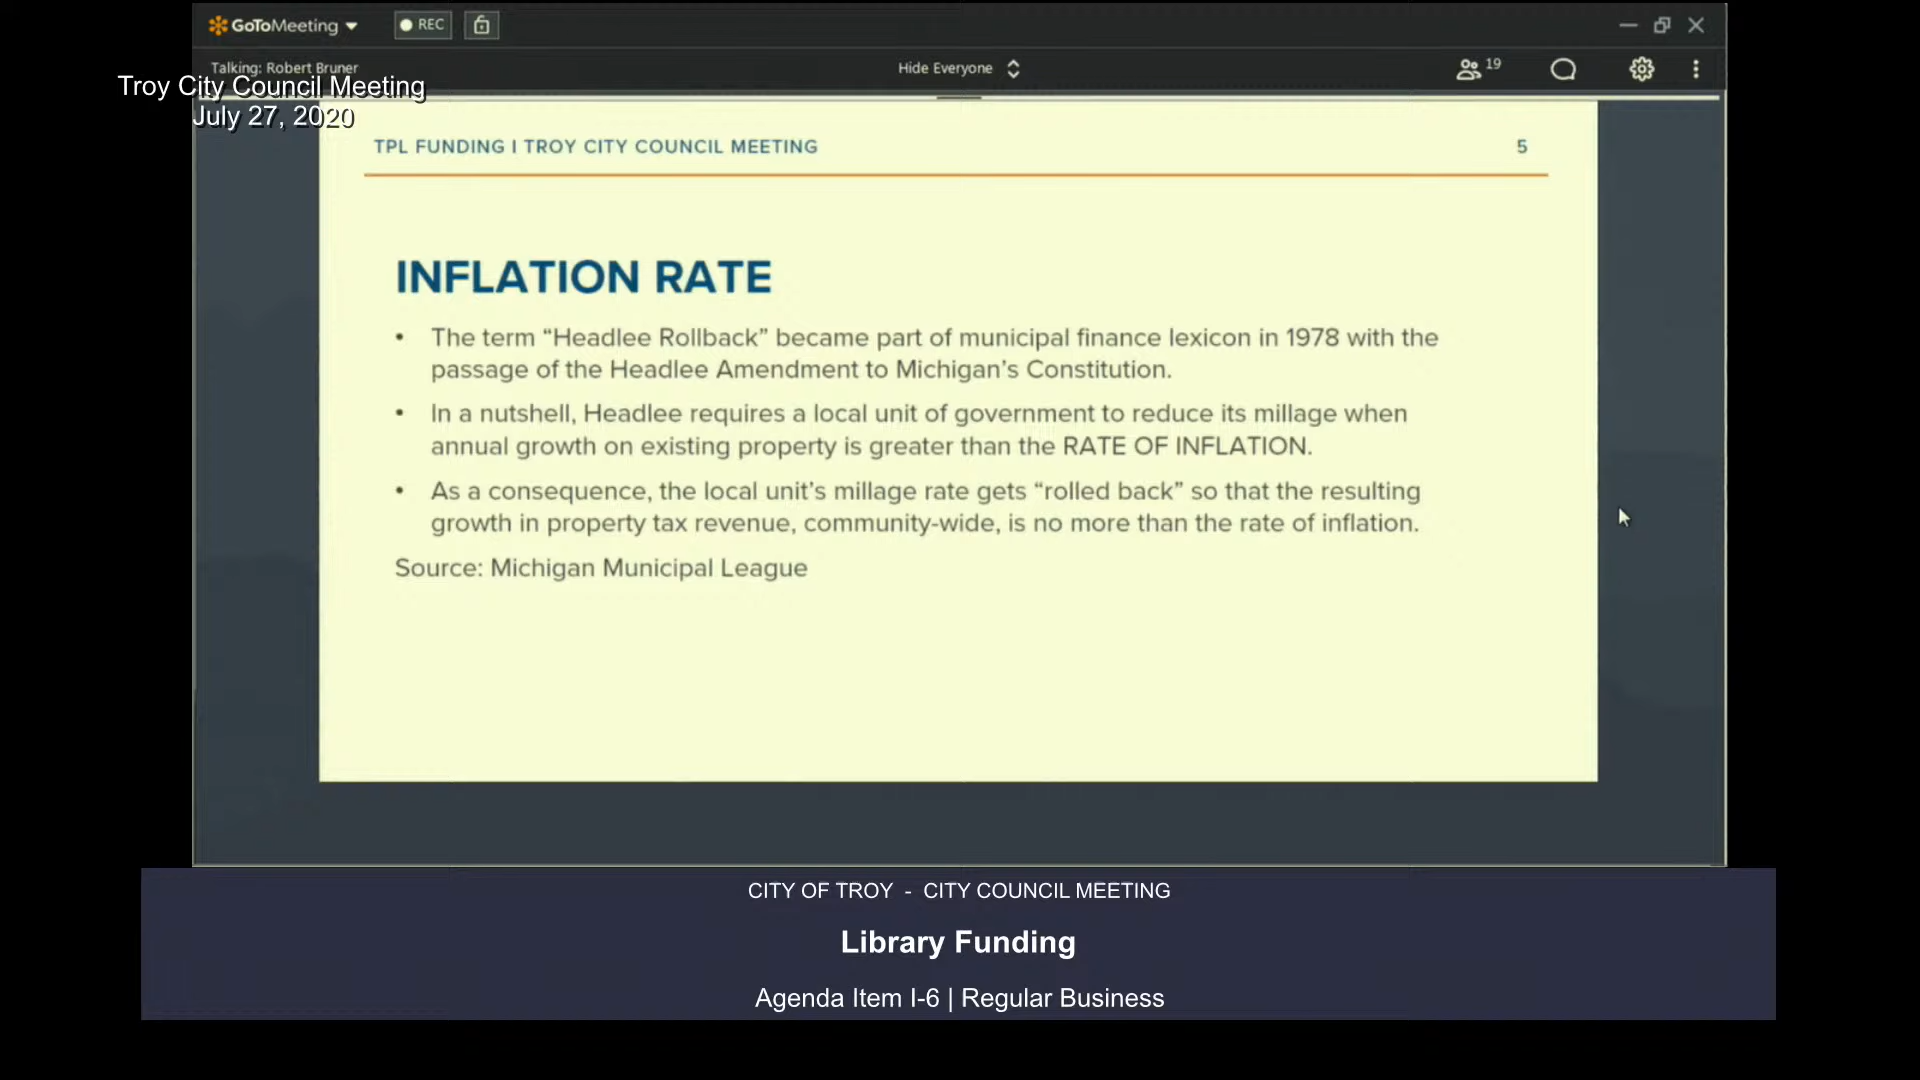 GoToMeeting
REC
Talking: Robert Bruner
Hide Everyone
19
Troy City Council Meeting
July 27, 2020
TPL FUNDING I TROY CITY COUNCIL MEETING
5
INFLATION RATE
• The term “Headlee Rollback” became part of municipal finance lexicon in 1978 with the
passage of the Headlee Amendment to Michigan’s Constitution.
• In a nutshell, Headlee requires a local unit of government to reduce its millage when
annual growth on existing property is greater than the RATE OF INFLATION.
• As a consequence, the local unit’s millage rate gets “rolled back” so that the resulting
growth in property tax revenue, community-wide, is no more than the rate of inflation.
Source: Michigan Municipal League
CITY OF TROY - CITY COUNCIL MEETING
Library Funding
Agenda Item I-6 | Regular Business